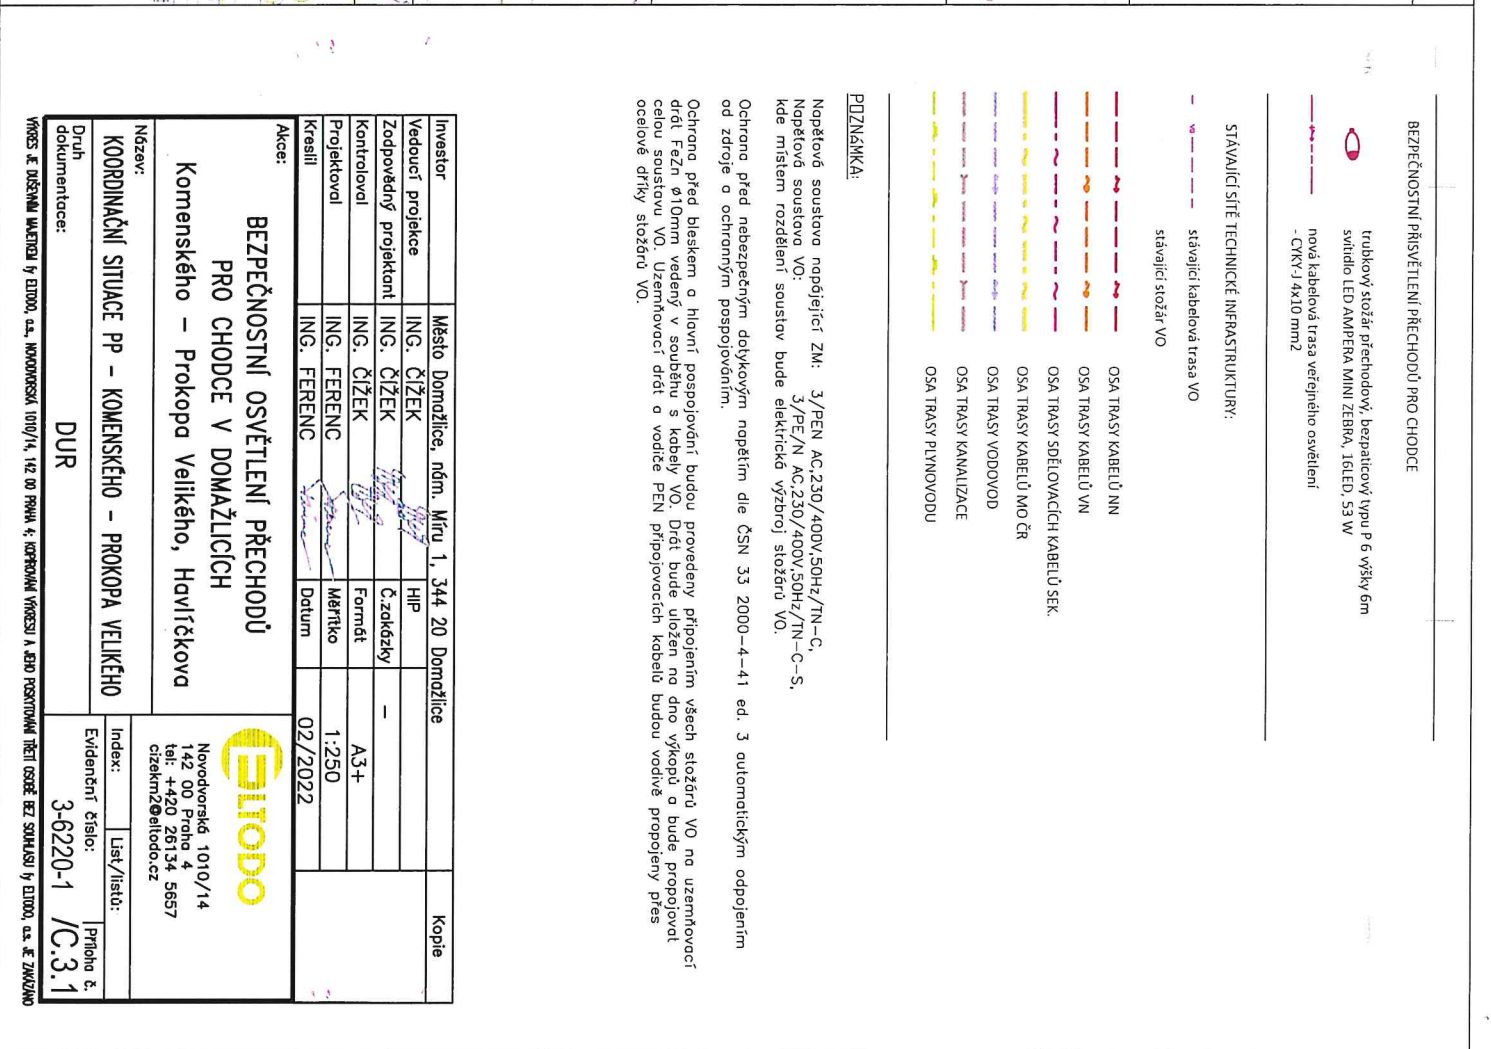 BEZPEČNOSTNÍ PŘISVĚTLENÍ PŘECHODŮ PRO CHODCE
trubkový stožár přechodový, bezpaticový typu P 6 výšky 6m
svítidlo LED AMPERA MINI ZEBRA, 16LED, 53 W
nová kabelová trasa veřejného osvětlení
- CYKY-J 4x10 mm2
STÁVAJÍCÍ SÍTĚ TECHNICKÉ INFRASTRUKTURY:
vo
stávající kabelová trasa VO
stávající stožár VO
OSA TRASY KABELŮ NN
OSA TRASY KABELŮ VN
OSA TRASY SDĚLOVACÍCH KABELŮ SEK.
OSA TRASY KABELŮ MO ČR
OSA TRASY VODOVOD
OSA TRASY KANALIZACE
OSA TRASY PLYNOVODU
POZNÁMKA:
Napěťová soustava napájející ZM: 3/PEN AC,230/400V,50Hz/TN-C,
Napěťová soustava VO: 3/PE/N AC,230/400V,50Hz/TN-C-S,
kde místem rozdělení soustav bude elektrická výzbroj stožárů VO.
Ochrana před nebezpečným dotykovým napětím dle ČSN 33 2000-4-41 ed. 3 automatickým odpojením
od zdroje a ochranným pospojováním.
Ochrana před bleskem a hlavní pospojování budou provedeny připojením všech stožárů VO na uzemňovací
drát FeZn ø10mm vedený v souběhu s kabely VO. Drát bude uložen na dno výkopů a bude propojovat
celou soustavu VO. Uzemňovací drát a vodiče PEN připojovacích kabelů budou vodivě propojeny přes
ocelové dříky stožárů VO.
Investor Město Domažlice, nám. Míru 1, 344 20 Domažlice Kopie
Vedoucí projekce ING. ČÍŽEK HIP
Zodpovědný projektant ING. ČÍŽEK Č.zakázky -
Kontroloval ING. ČÍŽEK Formát A3+
Projektoval ING. FERENC Měřítko 1:250
Kreslil ING. FERENC Datum 02/2022
Akce:
BEZPEČNOSTNÍ OSVĚTLENÍ PŘECHODŮ
PRO CHODCE V DOMAŽLICÍCH
Komenského - Prokopa Velikého, Havlíčkova
ELTODO
Novodvorská 1010/14
142 00 Praha 4
tel: +420 26134 5657
cizekm2@eltodo.cz
Název:
KOORDINAČNÍ SITUACE PP - KOMENSKÉHO - PROKOPA VELIKÉHO
Index: List/listů:
Druh
dokumentace: DUR
Evidenční číslo:
3-6220-1
Příloha č.
/C.3.1
VÝKRES JE DUŠEVNÍM MAJETKEM fy ELTODO, a.s., NOVODVORSKÁ 1010/14, 142 00 PRAHA 4; KOPÍROVÁNÍ VÝKRESU A JEHO POSKYTOVÁNÍ TŘETÍ OSOBĚ BEZ SOUHLASU fy ELTODO, a.s. JE ZAKÁZÁNO